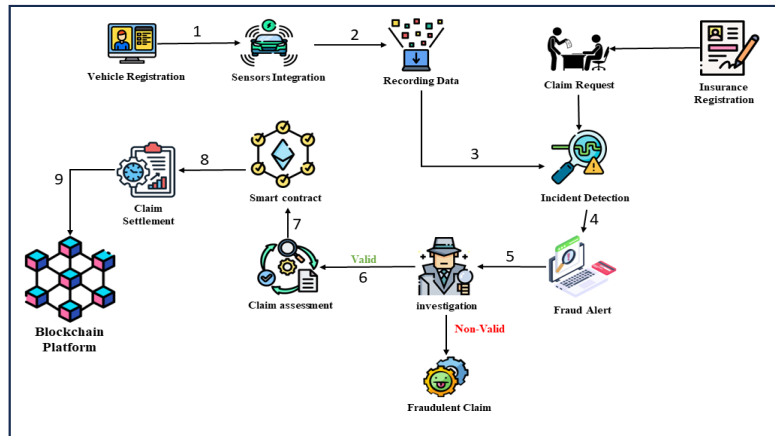 1
2
Vehicle Registration
Sensors Integration
Recording Data
Claim Request
Insurance
Registration
3
Incident Detection
8
9
Claim
Settlement
Smart contract
4
7
5
Valid
6
Claim assessment
investigation
Fraud Alert
Blockchain
Platform
Non-Valid
Fraudulent Claim